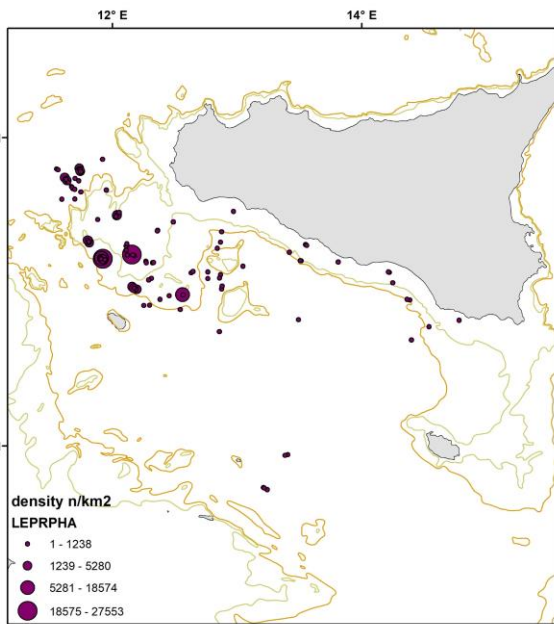 12° E 14° E
density n/km2
LEPRPHA
1 - 1238
1239 - 5280
5281 - 18574
18575 - 27553